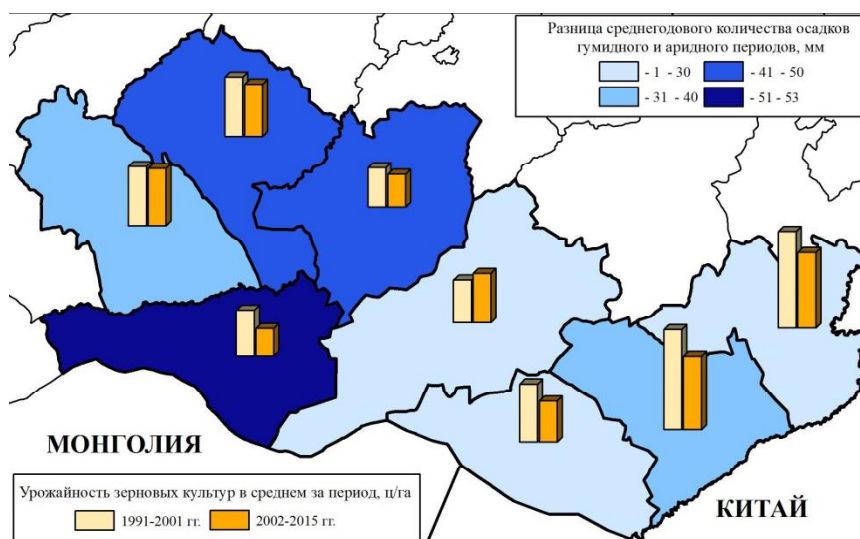 Разница среднегодового количества осадков
гумидного и аридного периодов, мм
- 1 - 30
- 41 - 50
- 31 - 40
- 51 - 53
МОНГОЛИЯ
КИТАЙ
Урожайность зерновых культур в среднем за период, ц/га
1991-2001 гг.
2002-2015 гг.